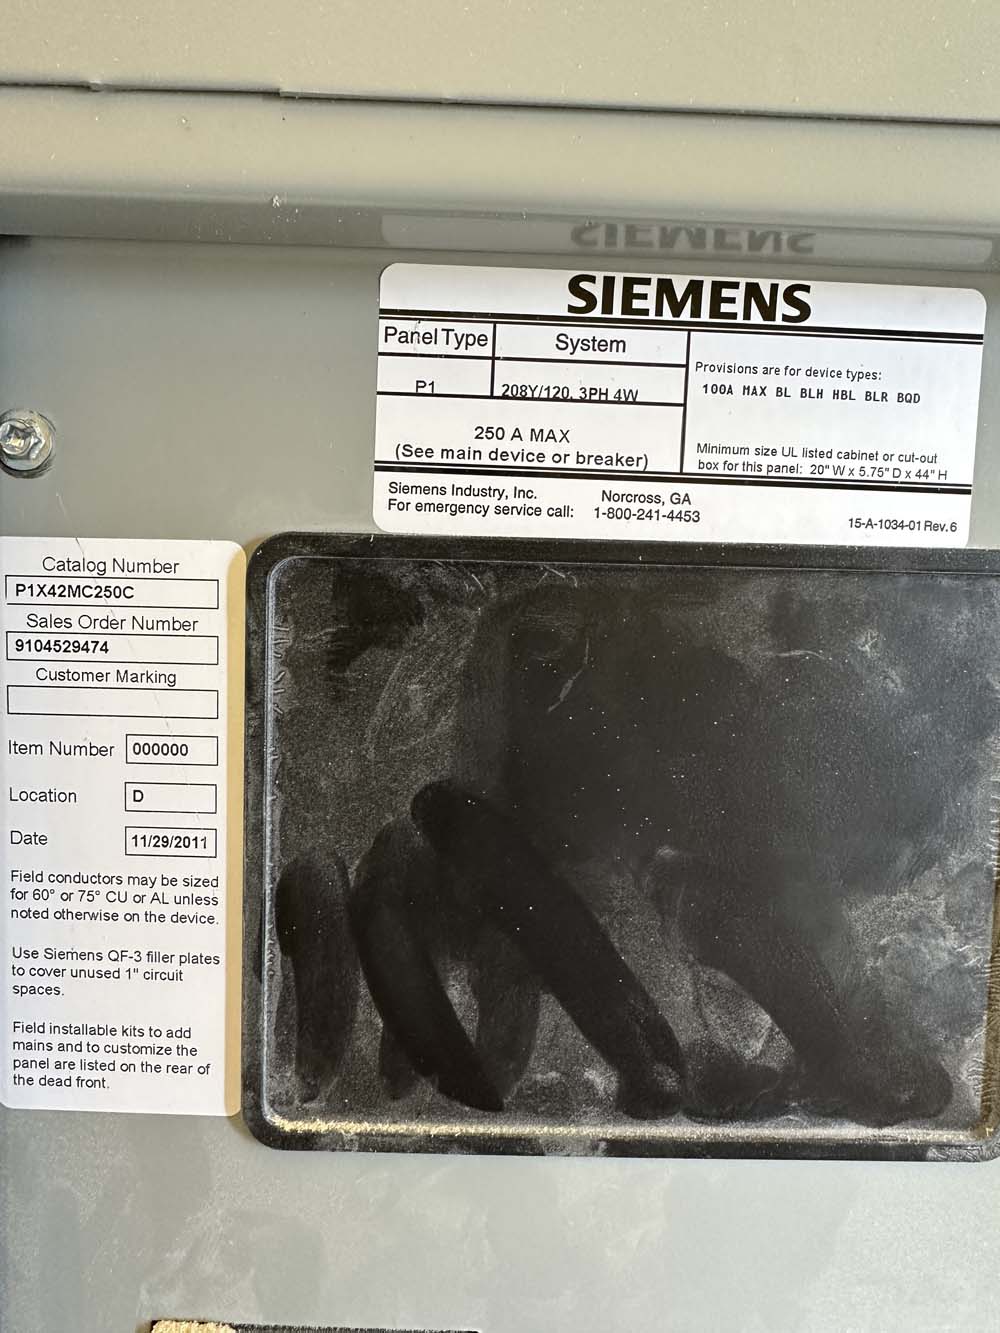 SIEMENS
Panel Type
System
P1
208Y/120, 3PH 4W
250 A MAX
(See main device or breaker)
Provisions are for device types:
100A MAX BL BLH HBL BLR BQD
Minimum size UL listed cabinet or cut-out
box for this panel: 20" W x 5.75" D x 44" H
Siemens Industry, Inc.
Norcross, GA
For emergency service call:
1-800-241-4453
15-A-1034-01 Rev. 6
Catalog Number
P1X42MC250C
Sales Order Number
9104529474
Customer Marking
Item Number
000000
Location
D
Date
11/29/2011
Field conductors may be sized
for 60° or 75° CU or AL unless
noted otherwise on the device.
Use Siemens QF-3 filler plates
to cover unused 1" circuit
spaces.
Field installable kits to add
mains and to customize the
panel are listed on the rear of
the dead front.